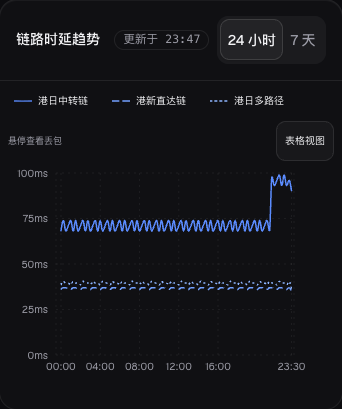 链路时延趋势
更新于 23:47
24 小时
7 天
港日中转链
港新直达链
港日多路径
悬停查看丢包
表格视图
100ms
75ms
50ms
25ms
0ms
00:00 04:00 08:00 12:00 16:00 23:30